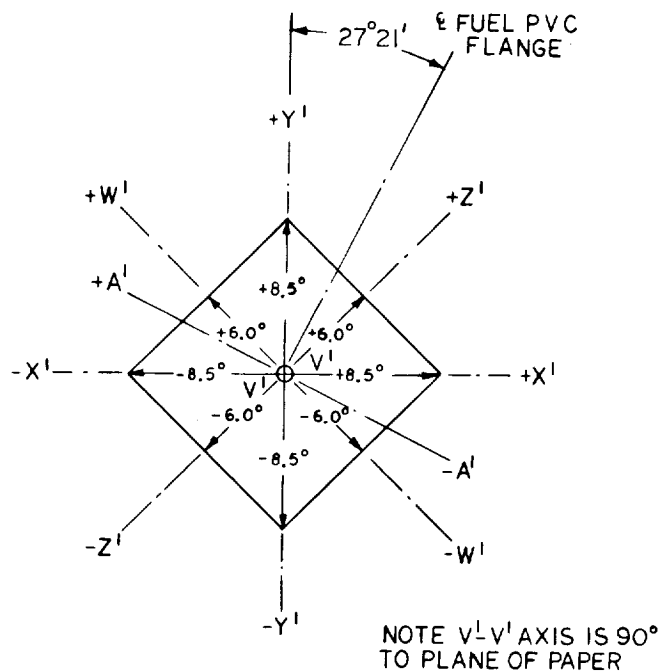 27°21'
℄ FUEL PVC
FLANGE
+Y'
+W'
+Z'
+A'
+8.5°
+6.0°
+6.0°
-X'
-8.5°
V'
V'
+8.5°
+X'
-6.0°
-6.0°
-8.5°
-A'
-Z'
-W'
-Y'
NOTE V'-V' AXIS IS 90°
TO PLANE OF PAPER